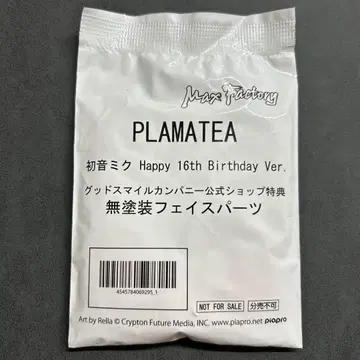 Max Factory
PLAMATEA
初音ミク Happy 16th Birthday Ver.
グッドスマイルカンパニー公式ショップ特典
無塗装フェイスパーツ
4545784069295_1
NOT FOR SALE 分売不可
Art by Rella © Crypton Future Media, INC. www.piapro.net piapro